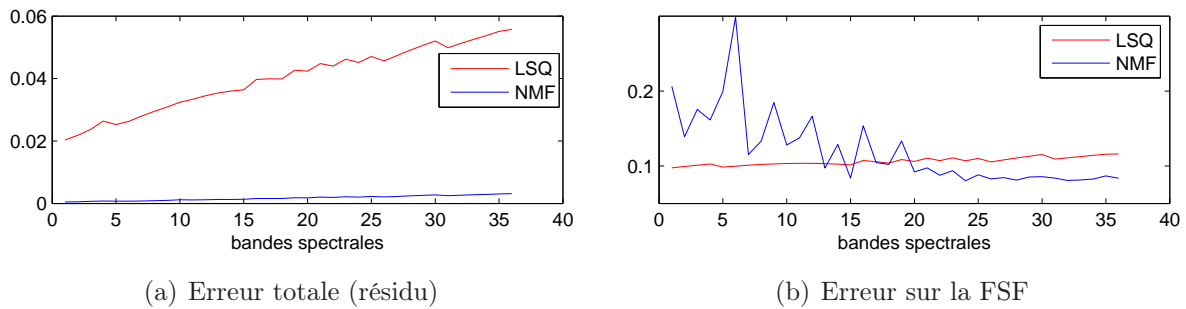 0.06
0.04
0.02
0
0 5 10 15 20 25 30 35 40
LSQ
NMF
bandes spectrales
(a) Erreur totale (résidu)
0.2
0.1
0 5 10 15 20 25 30 35 40
LSQ
NMF
bandes spectrales
(b) Erreur sur la FSF